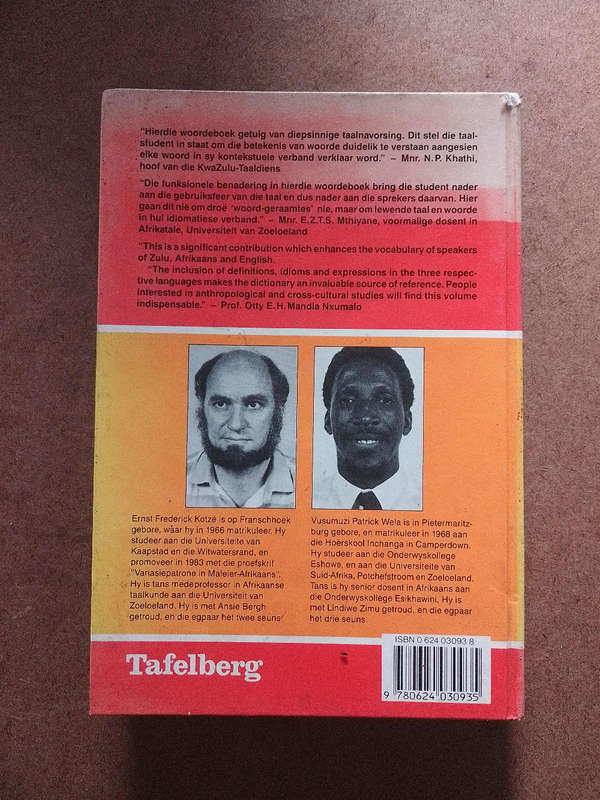 "Hierdie woordeboek getuig van diepsinnige taalnavorsing. Dit stel die taal-
student in staat om die betekenis van woorde duidelik te verstaan aangesien
elke woord in sy kontekstuele verband verklaar word." – Mnr. N.P. Khathi,
hoof van die KwaZulu-Taaldiens
"Die funksionele benadering in hierdie woordeboek bring die student nader
aan die gebruiksfeer van die taal en dus nader aan die sprekers daarvan. Hier
gaan dit nie om droë 'woord-geraamtes' nie, maar om lewende taal en woorde
in hul idiomatiese verband." – Mnr. E.Z.T.S. Mthiyane, voormalige dosent in
Afrikatale, Universiteit van Zoeloeland
"This is a significant contribution which enhances the vocabulary of speakers
of Zulu, Afrikaans and English.
"The inclusion of definitions, idioms and expressions in the three respec-
tive languages makes the dictionary an invaluable source of reference. People
interested in anthropological and cross-cultural studies will find this volume
indispensable." – Prof. Otty E.H. Mandla Nxumalo
Ernst Frederick Kotzé is op Franschhoek
gebore, wáar hy in 1966 matrikuleer. Hy
studeer aan die Universiteite van
Kaapstad en die Witwatersrand, en
promoveer in 1983 met die proefskrif
"Variasiepatrone in Maleier-Afrikaans".
Hy is tans medeprofessor in Afrikaanse
taalkunde aan die Universiteit van
Zoeloeland. Hy is met Ansie Bergh
getroud, en die egpaar het twee seuns.
Vusumuzi Patrick Wela is in Pietermaritz-
burg gebore, en matrikuleer in 1968 aan
die Hoërskool Inchanga in Camperdown.
Hy studeer aan die Onderwyskollege
Eshowe, en aan die Universiteite van
Suid-Afrika, Potchefstroom en Zoeloeland.
Tans is hy senior dosent in Afrikaans aan
die Onderwyskollege Esikhawini. Hy is
met Lindiwe Zimu getroud, en die egpaar
het drie seuns.
Tafelberg
ISBN 0 624 03093 8
9 780624 030935